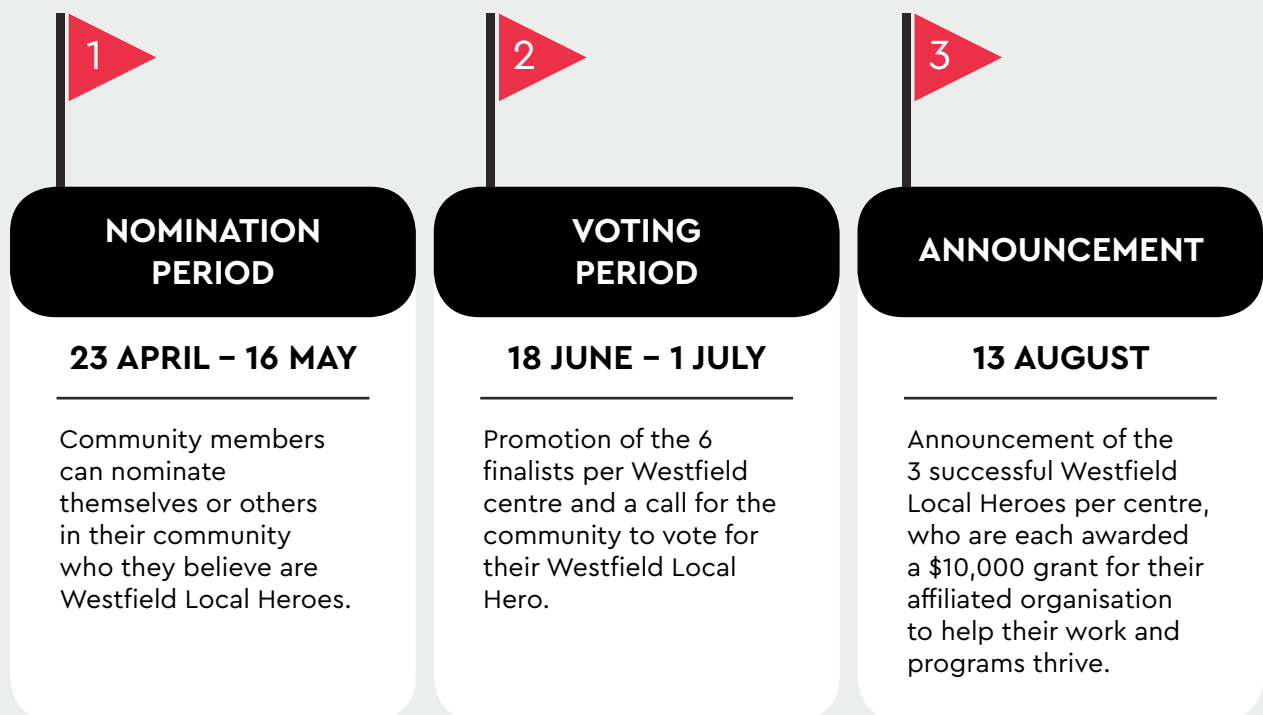 1
NOMINATION
PERIOD
23 APRIL – 16 MAY
Community members
can nominate
themselves or others
in their community
who they believe are
Westfield Local Heroes.
2
VOTING
PERIOD
18 JUNE – 1 JULY
Promotion of the 6
finalists per Westfield
centre and a call for the
community to vote for
their Westfield Local
Hero.
3
ANNOUNCEMENT
13 AUGUST
Announcement of the
3 successful Westfield
Local Heroes per centre,
who are each awarded
a $10,000 grant for their
affiliated organisation
to help their work and
programs thrive.